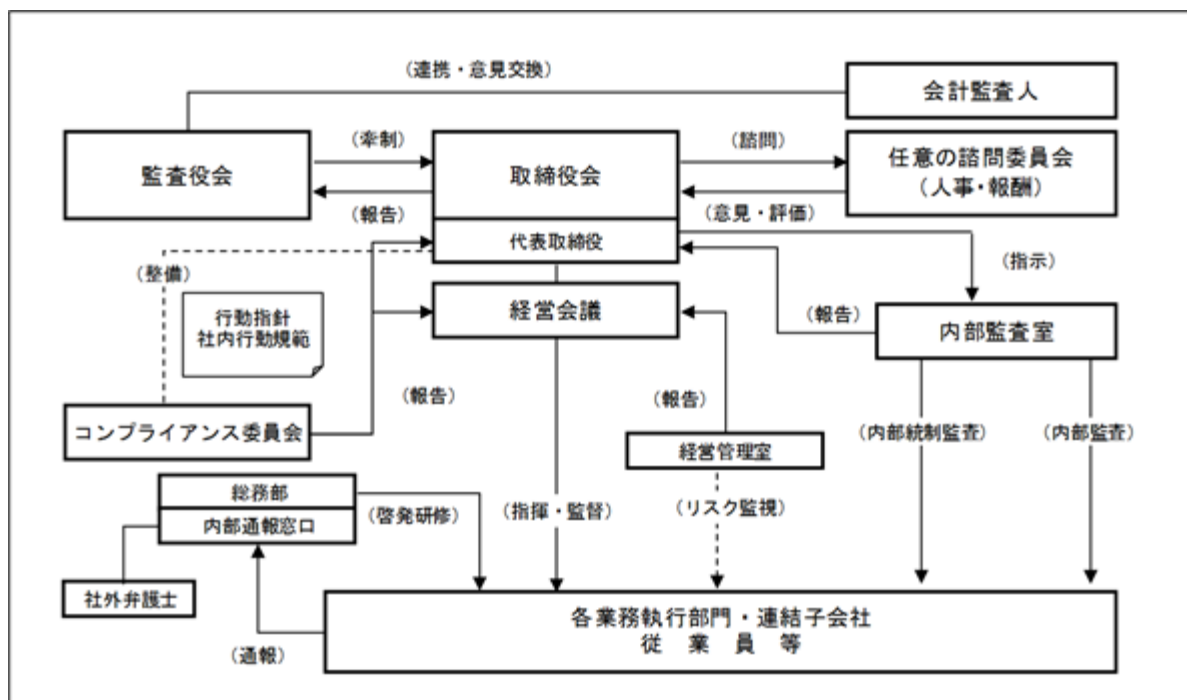 （連携・意見交換）
会計監査人
監査役会
（牽制）
（報告）
取締役会
代表取締役
（諮問）
（意見・評価）
任意の諮問委員会
（人事・報酬）
（整備）
行動指針
社内行動規範
経営会議
（指示）
（報告）
内部監査室
（報告）
コンプライアンス委員会
（報告）
経営管理室
（内部統制監査）
（内部監査）
総務部
内部通報窓口
（啓発研修）
（指揮・監督）
（リスク監視）
社外弁護士
（通報）
各業務執行部門・連結子会社
従業員等